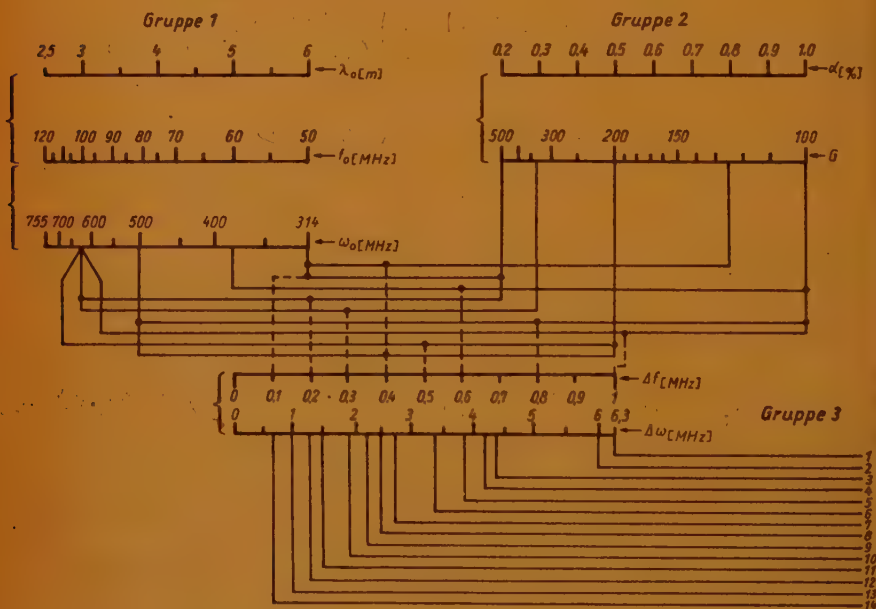 Gruppe 1
Gruppe 2
2,5 3 4 5 6
λo[m]
0.2 0.3 0.4 0.5 0.6 0.7 0,8 0.9 1.0
α[%]
120 100 90 80 70 60 50
fo[MHz]
500 300 200 150 100
G
755 700 600 500 400 314
ωo[MHz]
0 0,1 0,2 0,3 0,4 0,5 0,6 0,7 0,8 0,9 1
Δf[MHz]
Gruppe 3
0 1 2 3 4 5 6 6,3
Δω[MHz]
1
2
3
4
5
6
7
8
9
10
11
12
13